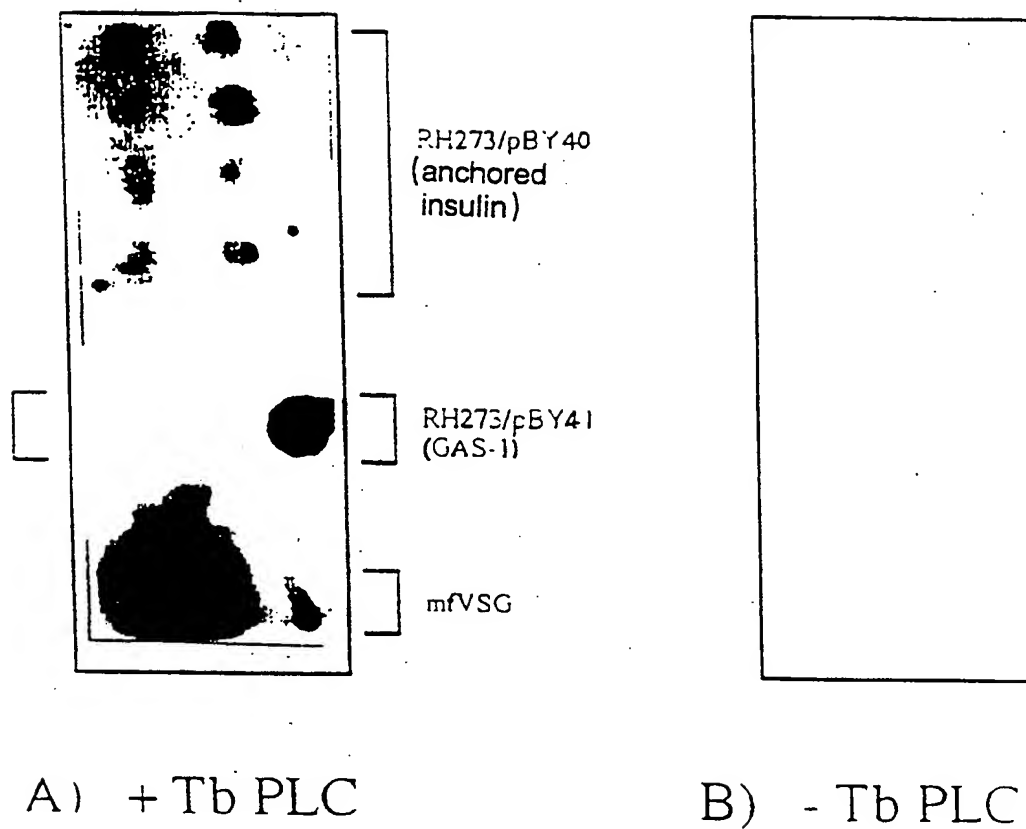 RH273/pBY40
(anchored
insulin)
RH273/pBY41
(GAS-1)
mfVSG
A) + Tb PLC
B) - Tb PLC